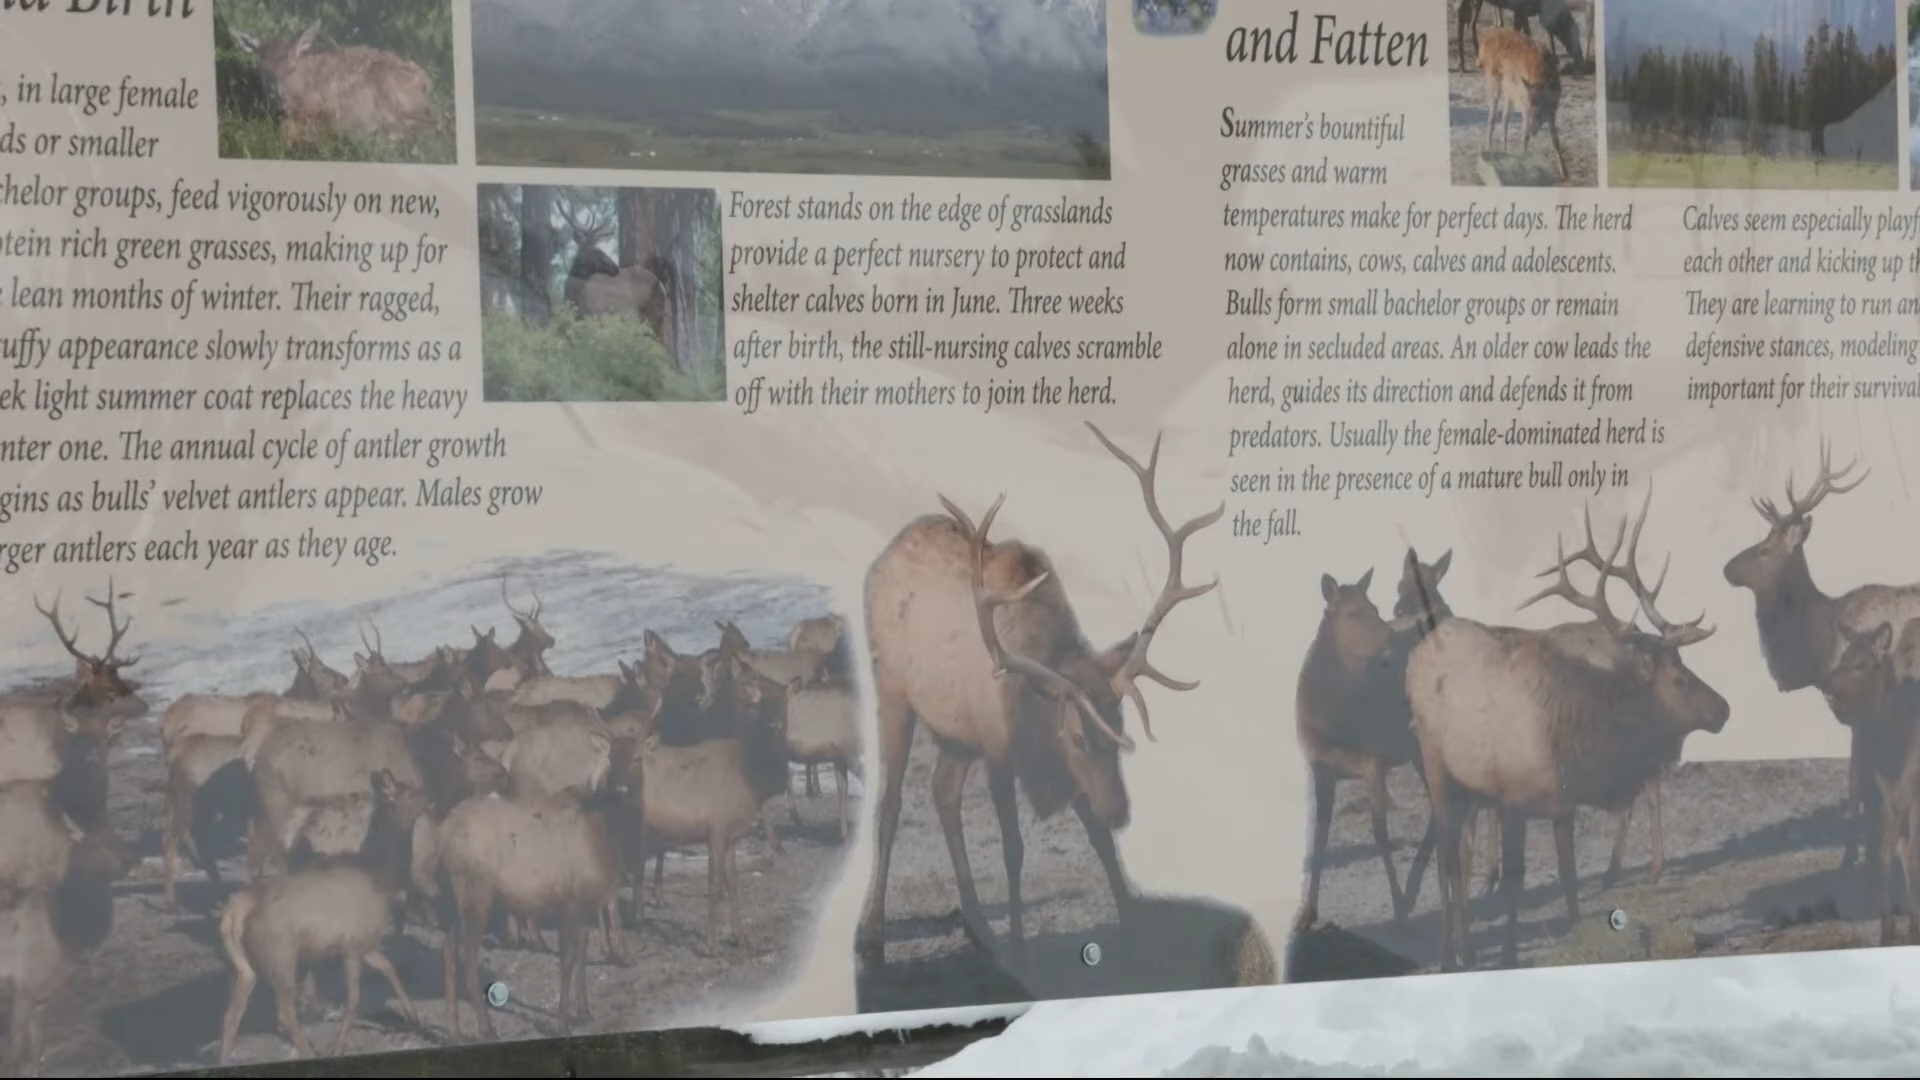 Birth
, in large female
ds or smaller
chelor groups, feed vigorously on new,
tein rich green grasses, making up for
lean months of winter. Their ragged,
uffy appearance slowly transforms as a
ek light summer coat replaces the heavy
nter one. The annual cycle of antler growth
gins as bulls' velvet antlers appear. Males grow
rger antlers each year as they age.
Forest stands on the edge of grasslands
provide a perfect nursery to protect and
shelter calves born in June. Three weeks
after birth, the still-nursing calves scramble
off with their mothers to join the herd.
and Fatten
Summer's bountiful
grasses and warm
temperatures make for perfect days. The herd
now contains, cows, calves and adolescents.
Bulls form small bachelor groups or remain
alone in secluded areas. An older cow leads the
herd, guides its direction and defends it from
predators. Usually the female-dominated herd is
seen in the presence of a mature bull only in
the fall.
Calves seem especially playf
each other and kicking up th
They are learning to run an
defensive stances, modeling
important for their survival